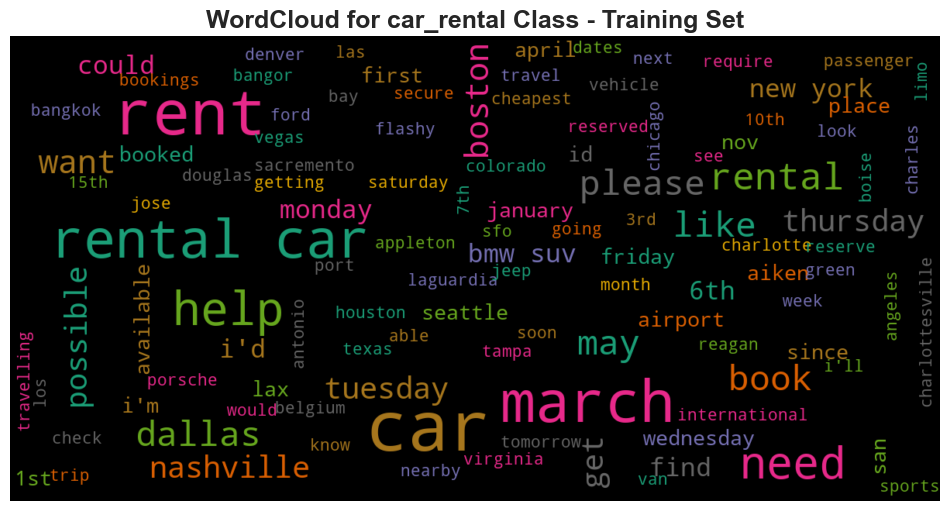 WordCloud for car_rental Class - Training Set
could
denver
las
boston
april
dates
next
require
passenger
bookings
bangor
first
travel
vehicle
new york
limo
bangkok
rent
ford
bay
secure
cheapest
chicago
10th
place
vegas
flashy
reserved
nov
look
charles
want
booked
sacremento
colorado
id
see
boise
15th
douglas
getting
saturday
7th
please
rental
jose
monday
january
3rd
like
thursday
rental car
appleton
sfo
going
charlotte
reserve
port
bmw suv
friday
aiken
green
possible
available
laguardia
jeep
month
6th
week
angeles
charlottesville
help
antonio
houston
seattle
airport
i'd
texas
able
soon
may
reagan
since
travelling
los
porsche
lax
tuesday
tampa
book
i'll
i'm
would
belgium
car
march
international
check
dallas
know
tomorrow
get
wednesday
need
san
1st
trip
nashville
nearby
virginia
van
find
sports